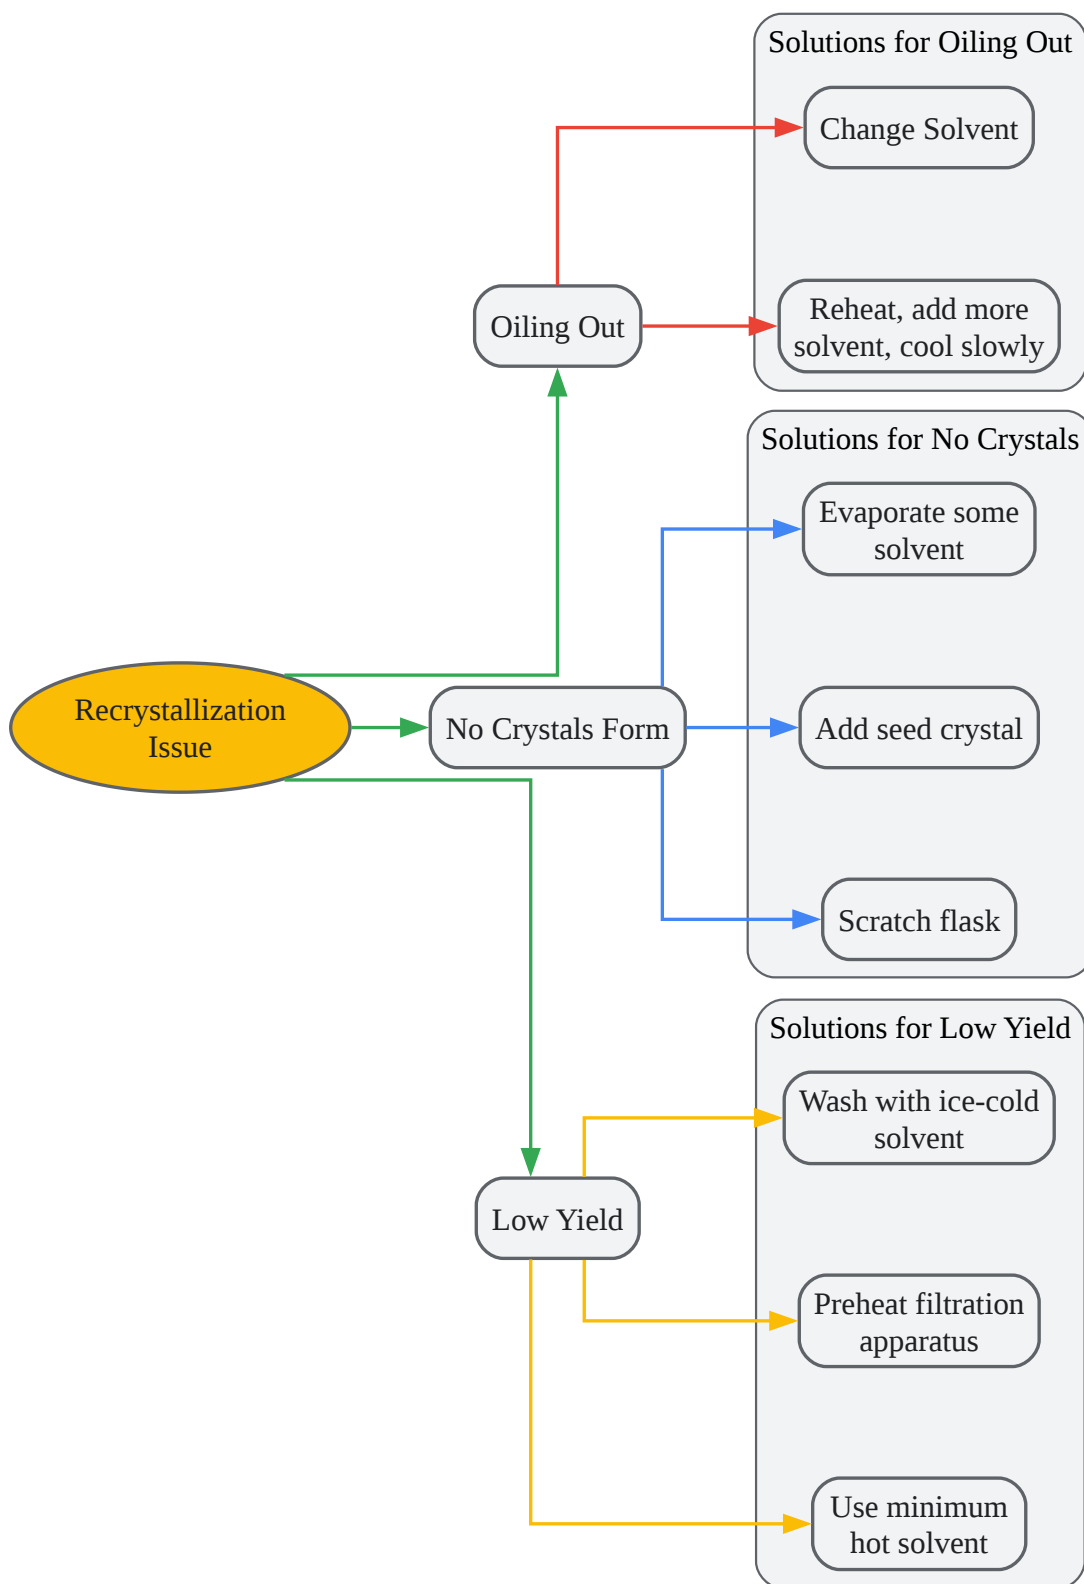 Solutions for Oiling Out
Change Solvent
Reheat, add more
solvent, cool slowly
Oiling Out
Solutions for No Crystals
Evaporate some
solvent
Add seed crystal
Scratch flask
Recrystallization
Issue
No Crystals Form
Solutions for Low Yield
Wash with ice-cold
solvent
Low Yield
Preheat filtration
apparatus
Use minimum
hot solvent